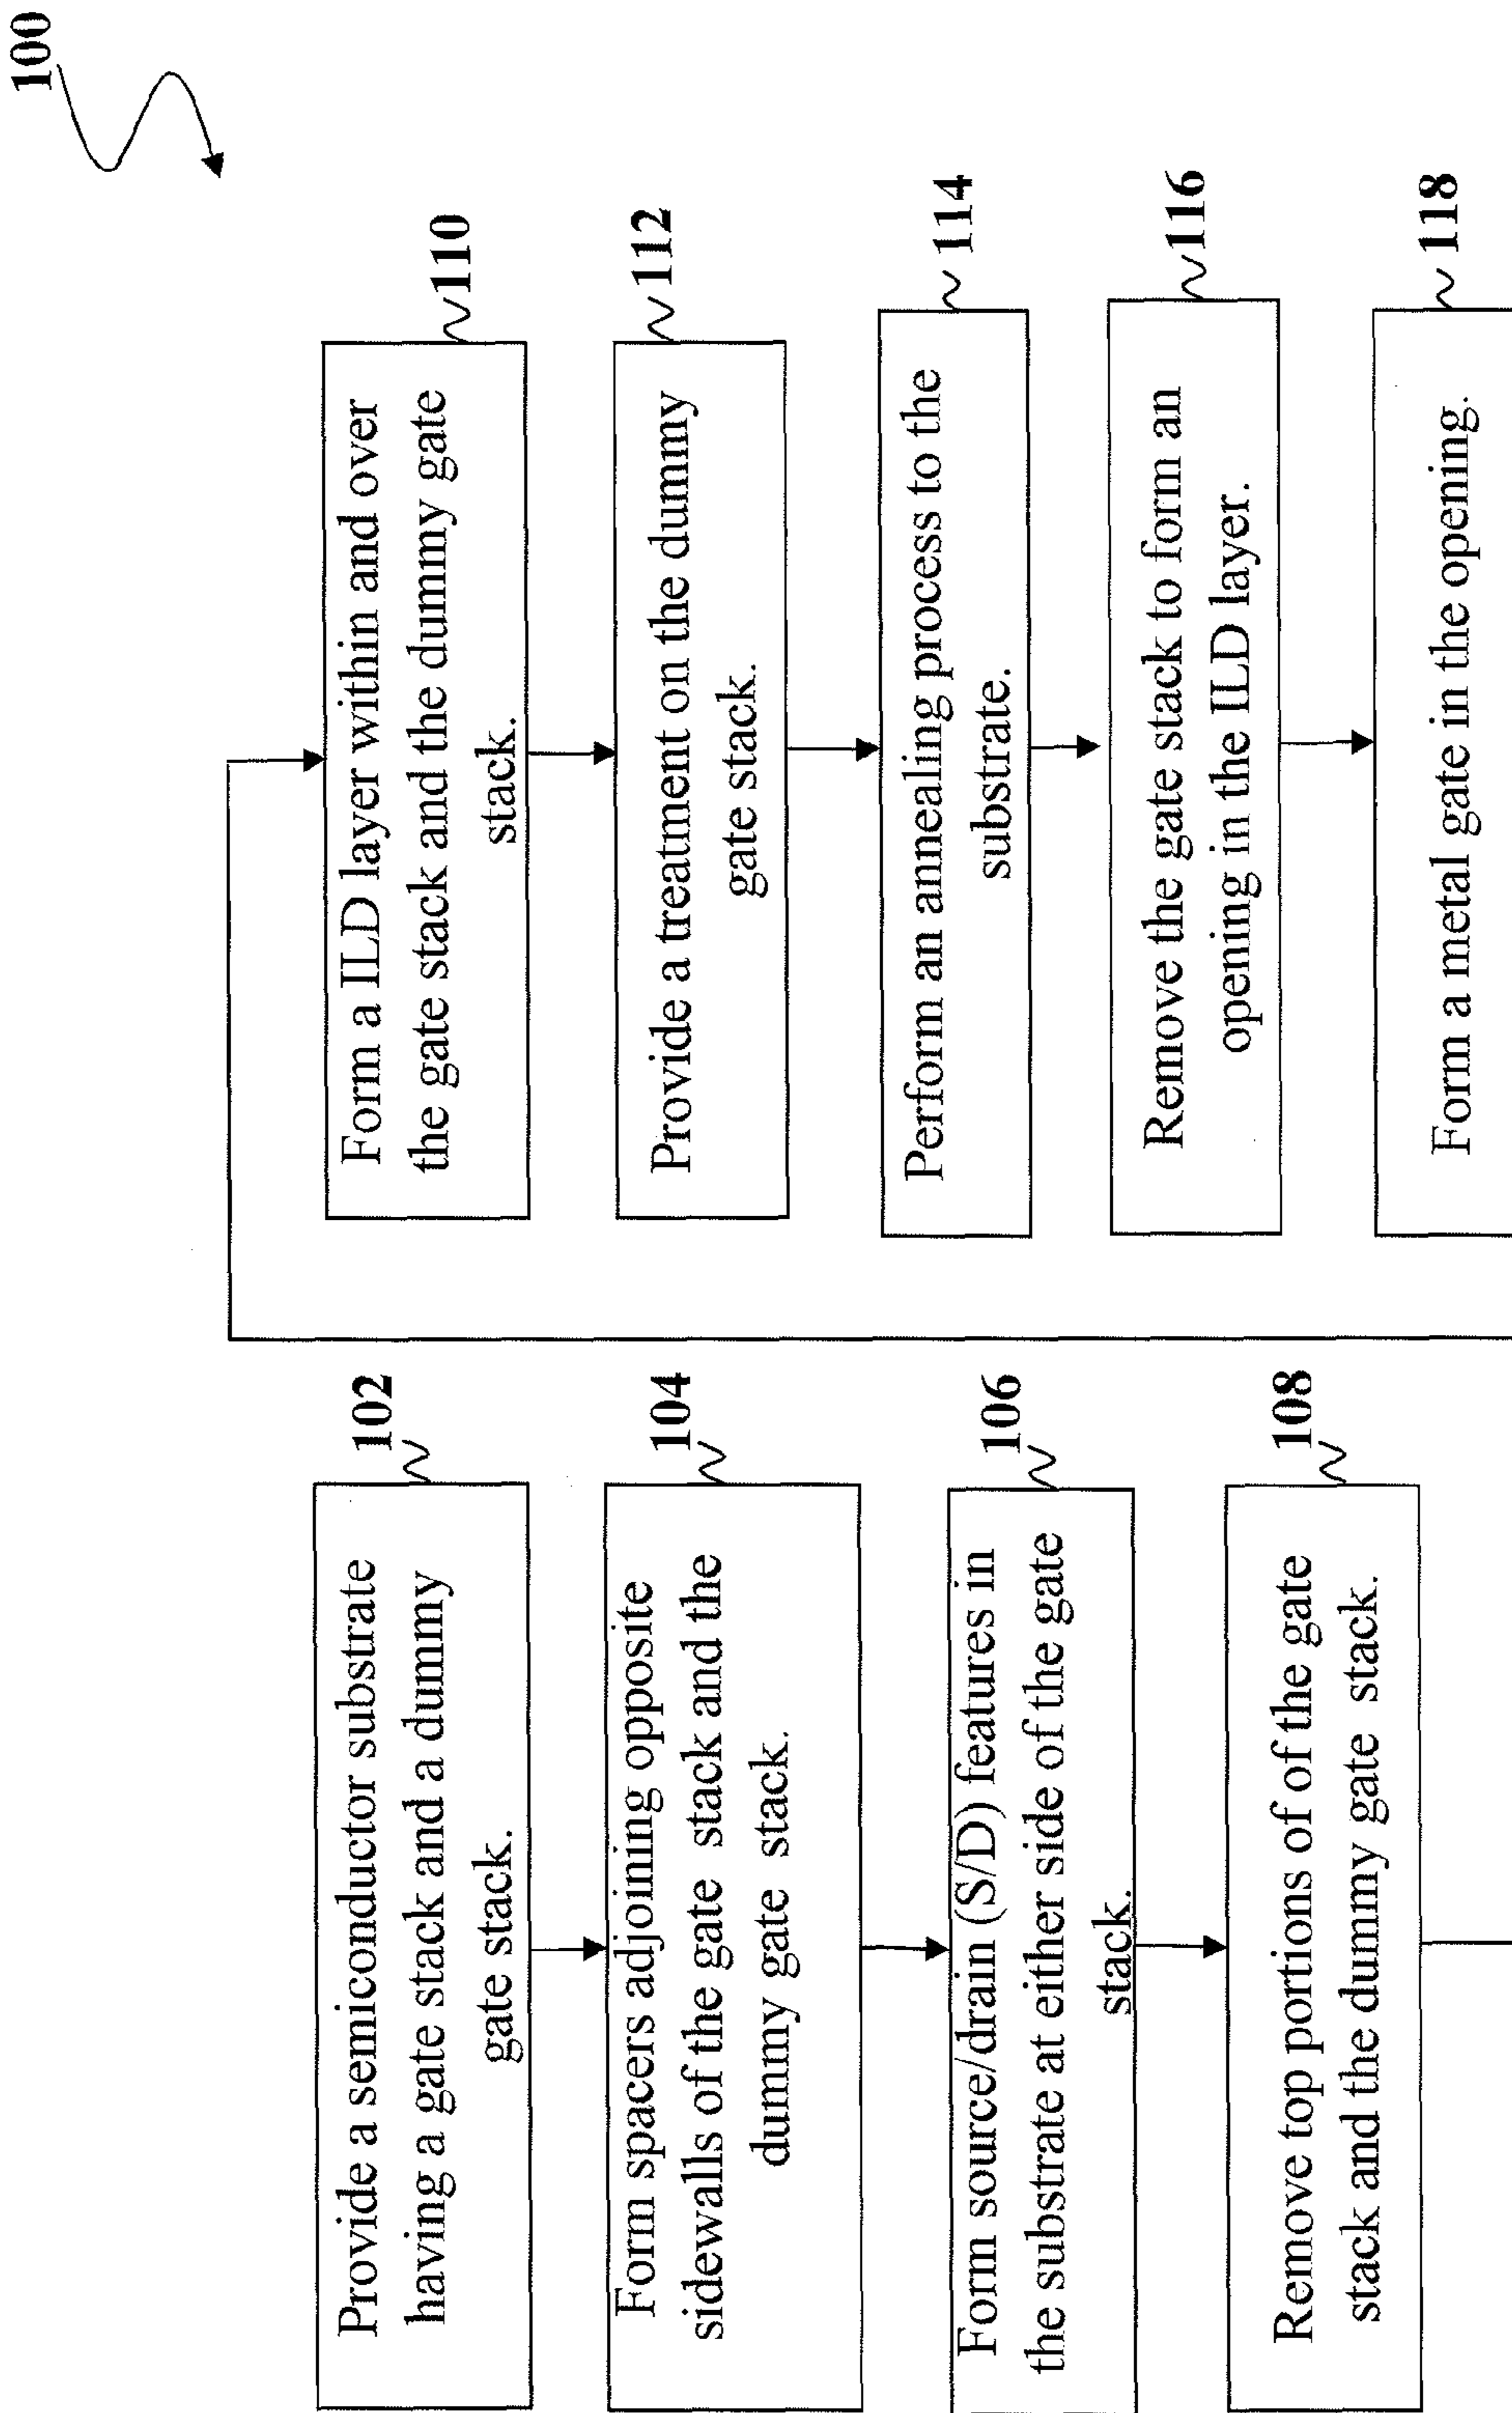 100
102
Provide a semiconductor substrate
having a gate stack and a dummy
gate stack.
104
Form spacers adjoining opposite
sidewalls of the gate stack and the
dummy gate stack.
106
Form source/drain (S/D) features in
the substrate at either side of the gate
stack.
108
Remove top portions of of the gate
stack and the dummy gate stack.
110
Form a ILD layer within and over
the gate stack and the dummy gate
stack.
112
Provide a treatment on the dummy
gate stack.
114
Perform an annealing process to the
substrate.
116
Remove the gate stack to form an
opening in the ILD layer.
118
Form a metal gate in the opening.